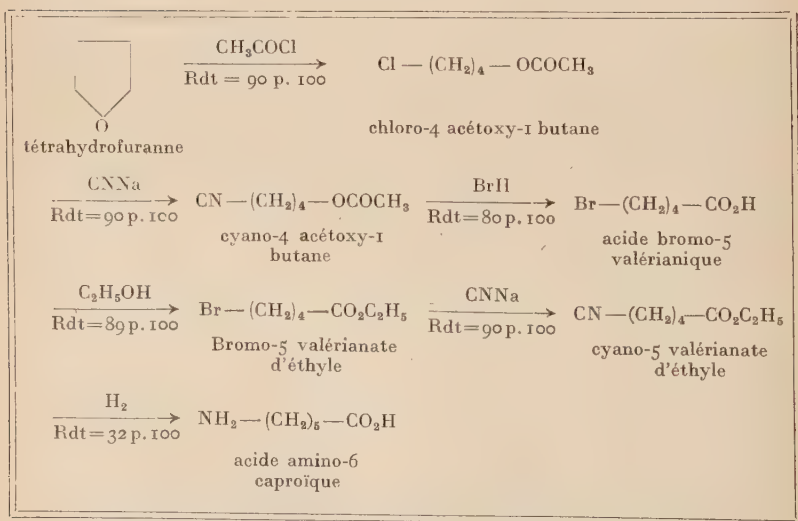 CH₃COCl
Rdt = 90 p. 100
Cl — (CH₂)₄ — OCOCH₃
O
tétrahydrofuranne
chloro-4 acétoxy-1 butane
CNNa
Rdt=90 p. 100
CN—(CH₂)₄—OCOCH₃
cyano-4 acétoxy-1
butane
BrH
Rdt=80 p. 100
Br—(CH₂)₄—CO₂H
acide bromo-5
valérianique
C₂H₅OH
Rdt=89 p. 100
Br—(CH₂)₄—CO₂C₂H₅
Bromo-5 valérianate
d'éthyle
CNNa
Rdt=90 p. 100
CN—(CH₂)₄—CO₂C₂H₅
cyano-5 valérianate
d'éthyle
H₂
Rdt=32 p. 100
NH₂—(CH₂)₅—CO₂H
acide amino-6
caproïque